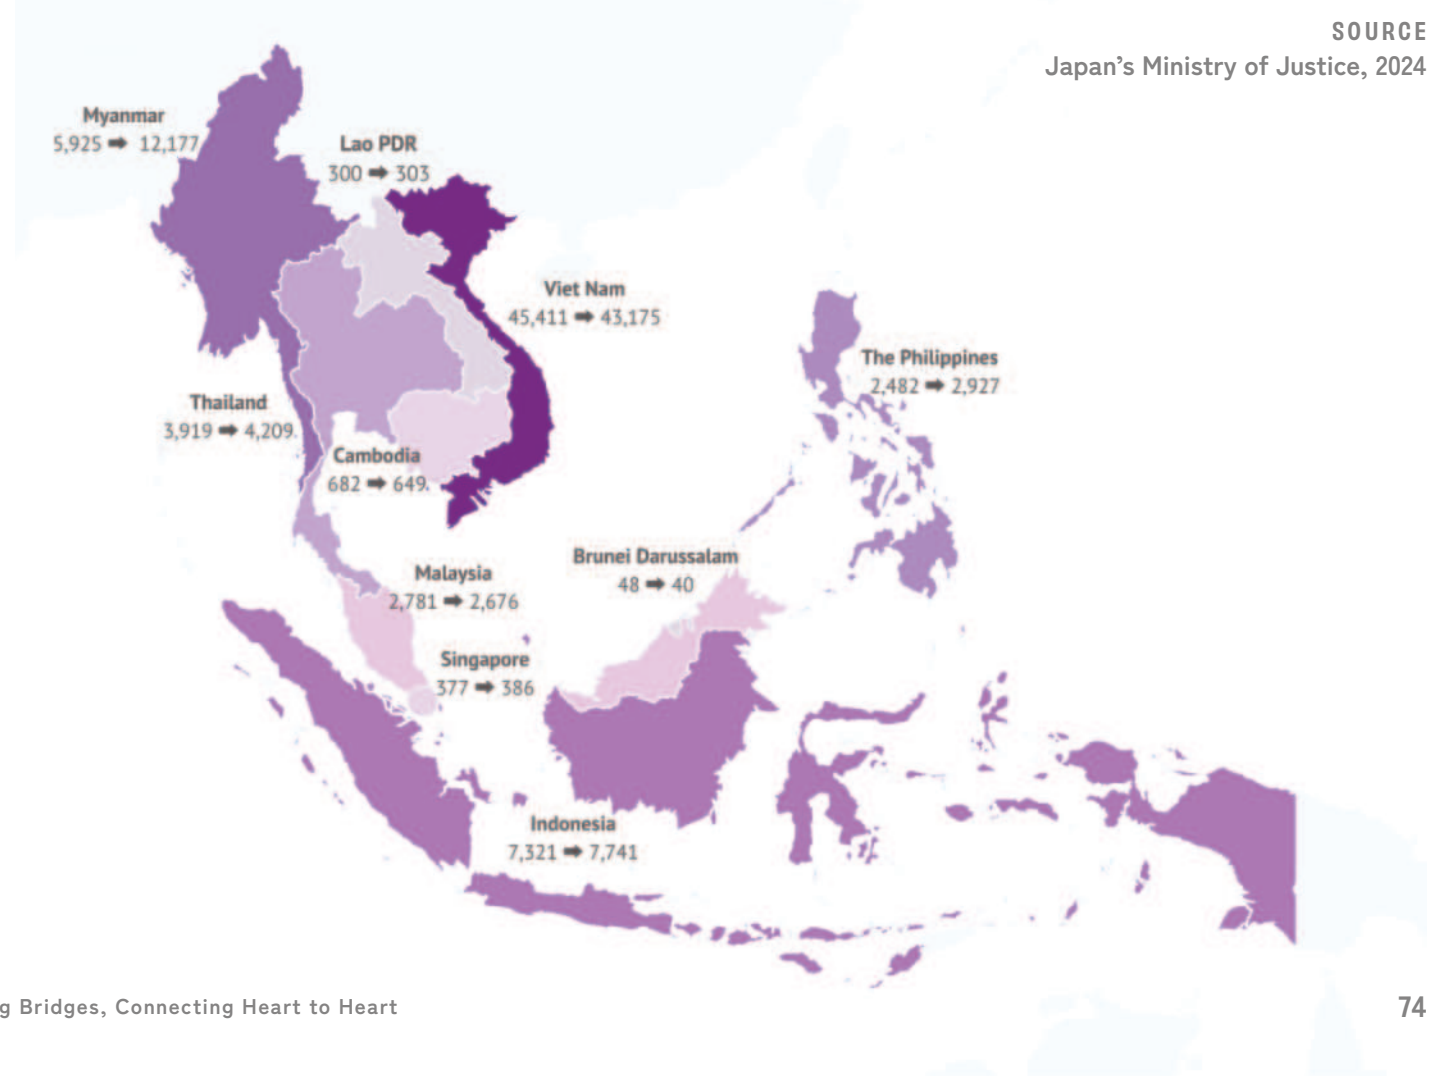 SOURCE
Japan's Ministry of Justice, 2024
Myanmar
5,925 ➡ 12,177
Lao PDR
300 ➡ 303
Viet Nam
45,411 ➡ 43,175
The Philippines
2,482 ➡ 2,927
Thailand
3,919 ➡ 4,209
Cambodia
682 ➡ 649
Brunei Darussalam
48 ➡ 40
Malaysia
2,781 ➡ 2,676
Singapore
377 ➡ 386
Indonesia
7,321 ➡ 7,741
g Bridges, Connecting Heart to Heart
74